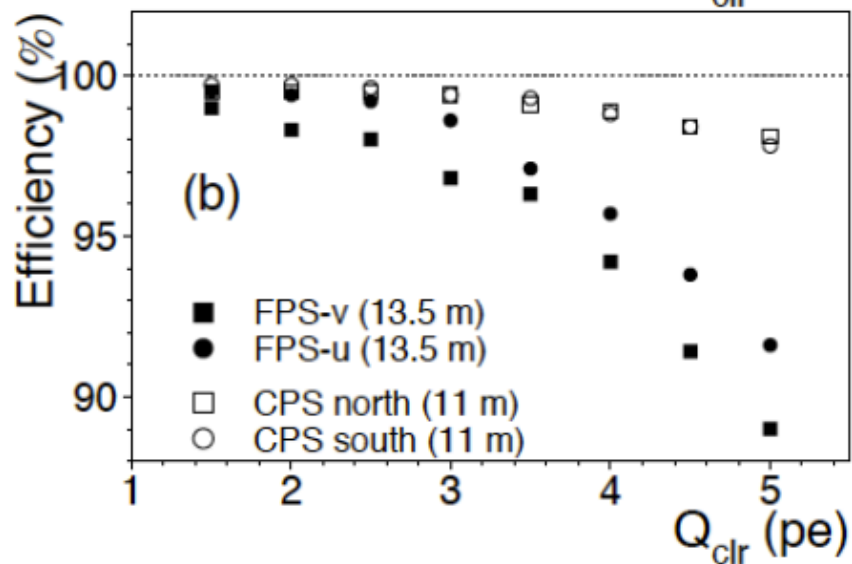 clr
Efficiency (%)
100
95
90
(b)
FPS-v (13.5 m)
FPS-u (13.5 m)
CPS north (11 m)
CPS south (11 m)
1 2 3 4 5
Qclr (pe)